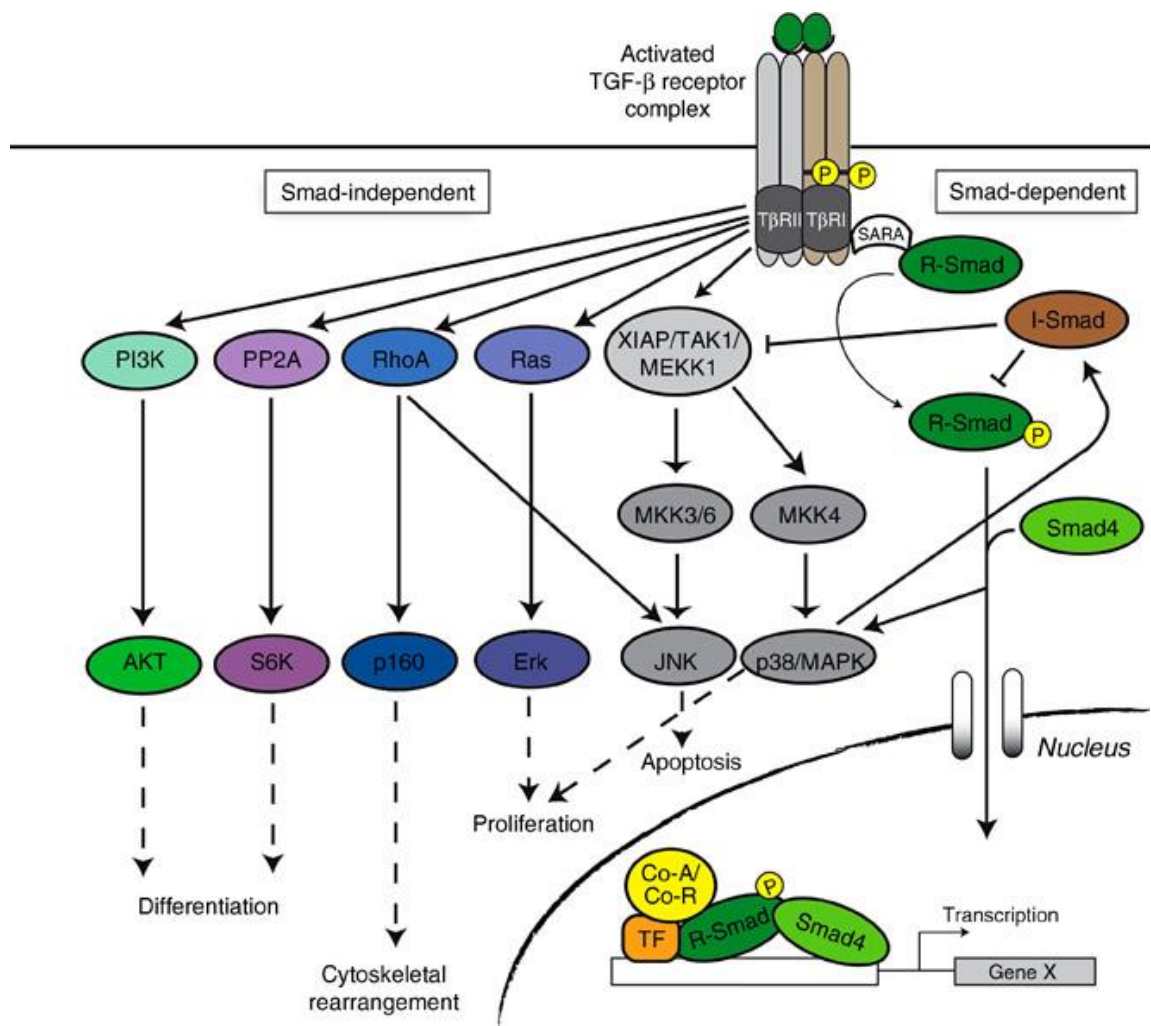 Activated
TGF-β receptor
complex
Smad-independent
Smad-dependent
P
P
TβRII
TβRI
SARA
R-Smad
I-Smad
PI3K
PP2A
RhoA
Ras
XIAP/TAK1/
MEKK1
R-Smad
P
MKK3/6
MKK4
Smad4
AKT
S6K
p160
Erk
JNK
p38/MAPK
Nucleus
Apoptosis
Proliferation
Differentiation
Cytoskeletal
rearrangement
Co-A/
Co-R
P
TF
R-Smad
Smad4
Transcription
Gene X